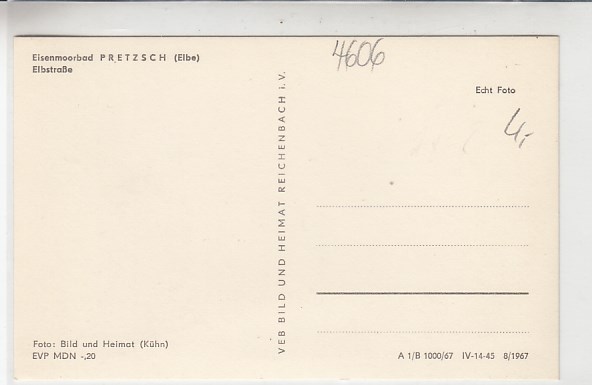 Eisenmoorbad PRETZSCH (Elbe)
Elbstraße
4606
Echt Foto
4,-
VEB BILD UND HEIMAT REICHENBACH i.V.
Foto: Bild und Heimat (Kühn)
EVP MDN -,20
A 1/B 1000/67 IV-14-45 8/1967